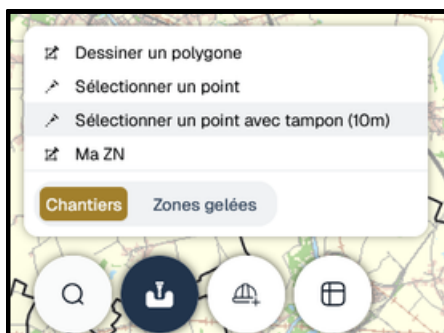 Dessiner un polygone
Sélectionner un point
Sélectionner un point avec tampon (10m)
Ma ZN
Chantiers Zones gelées